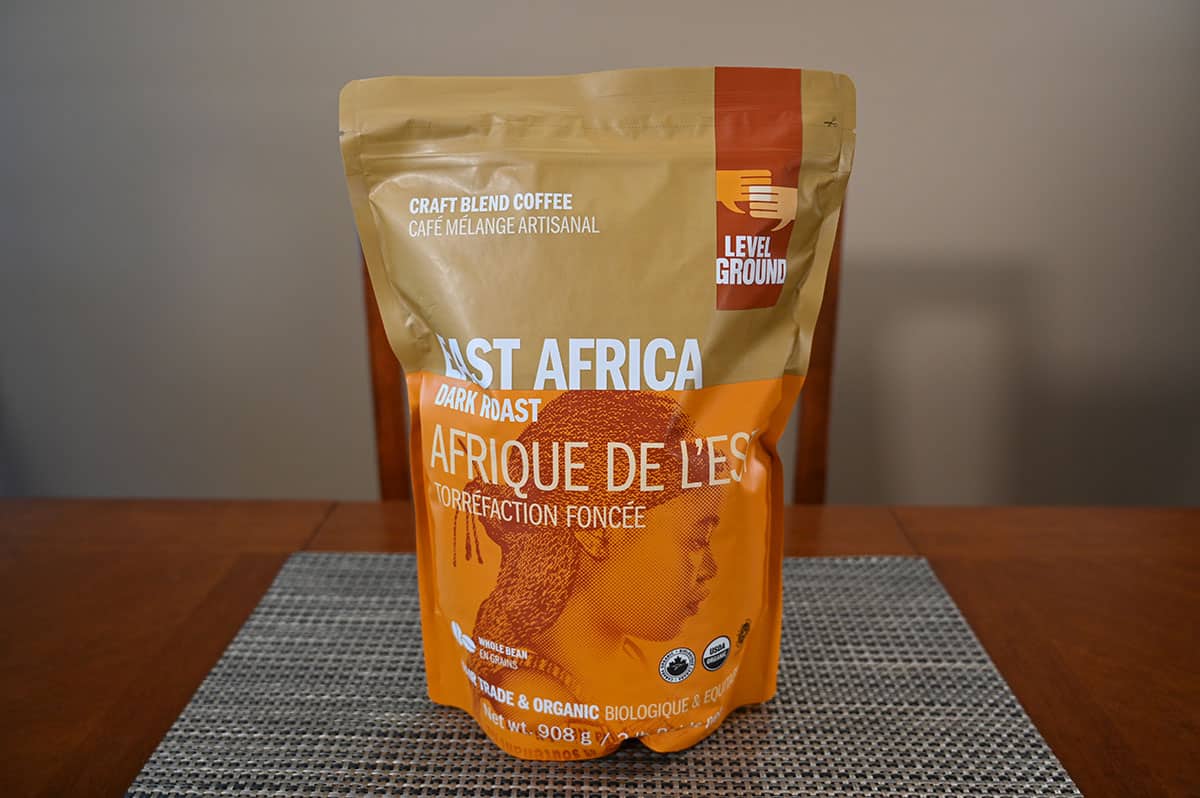 CRAFT BLEND COFFEE
CAFÉ MÉLANGE ARTISANAL
LEVEL
GROUND
EAST AFRICA
DARK ROAST
AFRIQUE DE L'ES
TORRÉFACTION FONCÉE
WHOLE BEAN
EN GRAINS
USDA
ORGANIC
TRADE & ORGANIC BIOLOGIQUE &
Net wt. 908 g /